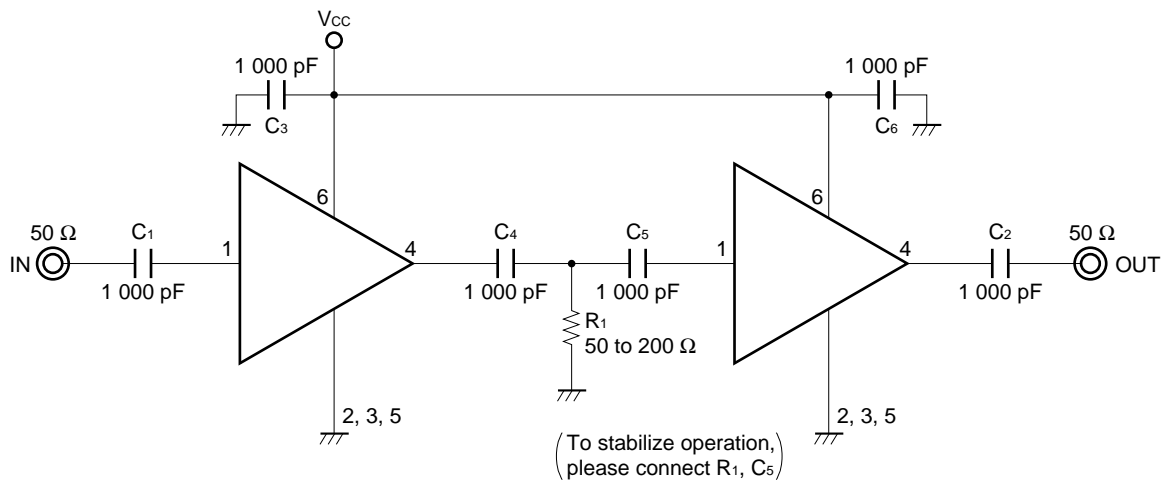 VCC
1 000 pF
1 000 pF
C3
C6
6
6
50 Ω
C1
1
4
C4
C5
1
4
C2
50 Ω
IN
OUT
1 000 pF
1 000 pF
1 000 pF
1 000 pF
R1
50 to 200 Ω
2, 3, 5
2, 3, 5
(To stabilize operation,
please connect R1, C5)